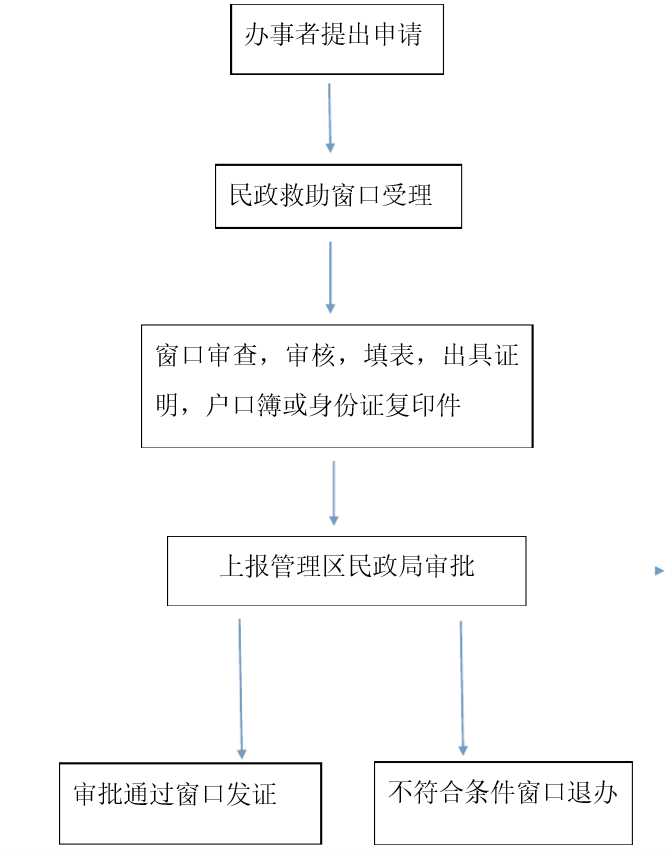 办事者提出申请
民政救助窗口受理
窗口审查，审核，填表，出具证
明，户口簿或身份证复印件
上报管理区民政局审批
审批通过窗口发证
不符合条件窗口退办